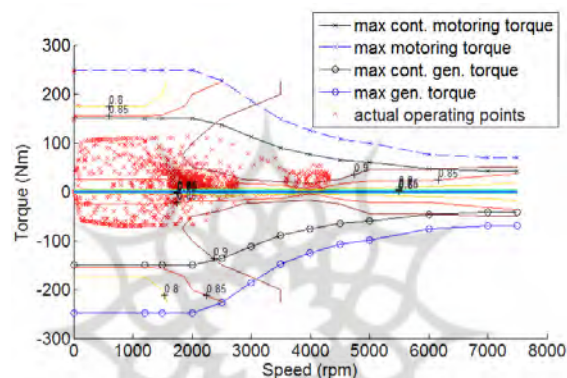 max cont. motoring torque
max motoring torque
max cont. gen. torque
max gen. torque
actual operating points
Torque (Nm)
300
200
100
0
-100
-200
-300
0.8
0.85
0.9
0.85
0.9
0.8
0.85
0 1000 2000 3000 4000 5000 6000 7000 8000
Speed (rpm)